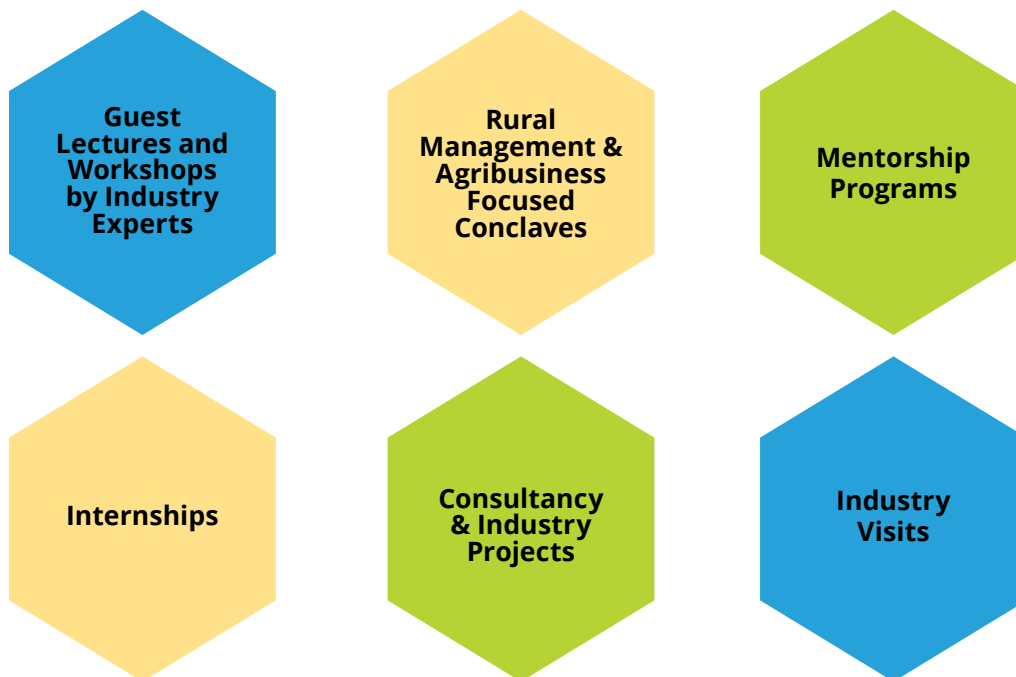 Guest
Lectures and
Workshops
by Industry
Experts
Rural
Management &
Agribusiness
Focused
Conclaves
Mentorship
Programs
Internships
Consultancy
& Industry
Projects
Industry
Visits